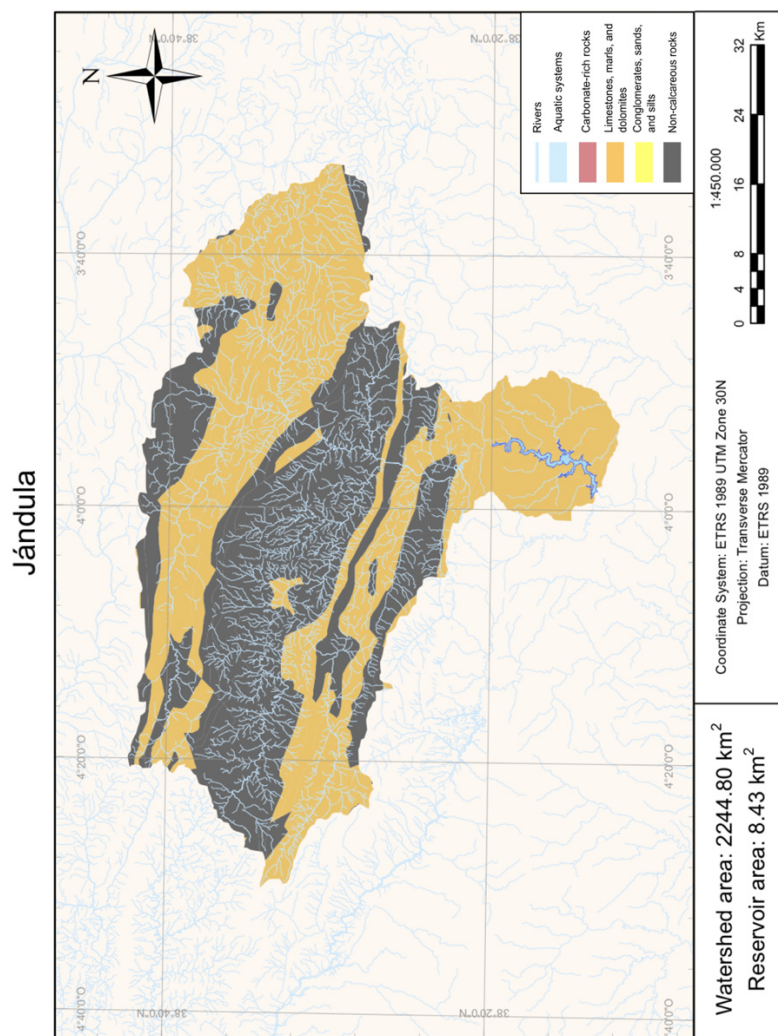 Jándula
N
38°40'0"N
38°20'0"N
3°40'0"O
4°0'0"O
4°20'0"O
4°40'0"O
38°40'0"N
38°20'0"N
4°40'0"O
3°40'0"O
4°0'0"O
4°20'0"O
Rivers
Aquatic systems
Carbonate-rich rocks
Limestones, marls, and
dolomites
Conglomerates, sands,
and silts
Non-calcareous rocks
Watershed area: 2244.80 km²
Reservoir area: 8.43 km²
Coordinate System: ETRS 1989 UTM Zone 30N
Projection: Transverse Mercator
Datum: ETRS 1989
1:450.000
0 4 8 16 24 32
Km